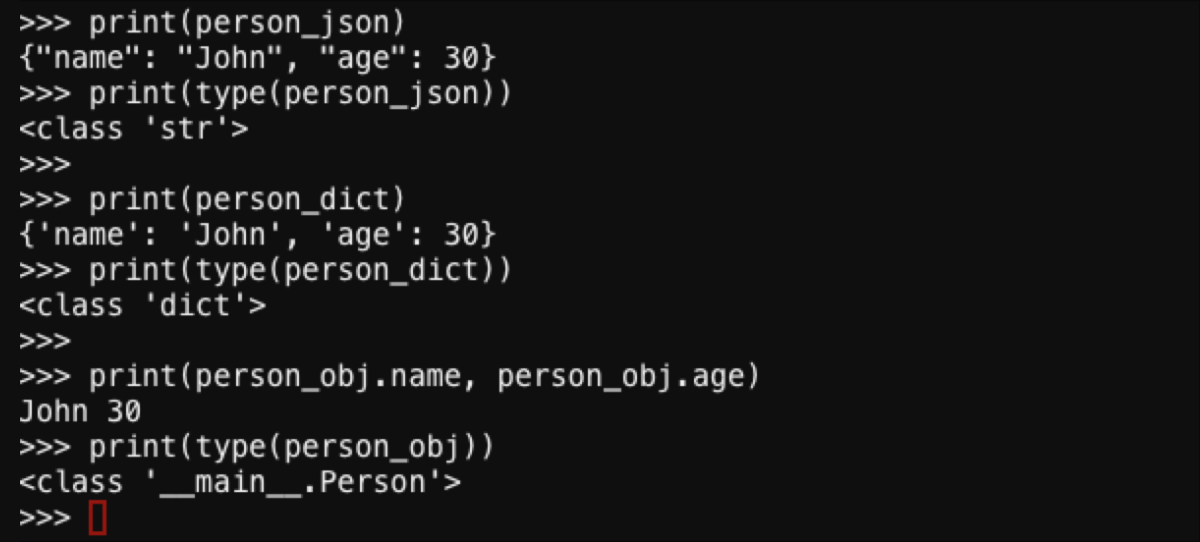 >>> print(person_json)
{"name": "John", "age": 30}
>>> print(type(person_json))
<class 'str'>
>>>
>>> print(person_dict)
{'name': 'John', 'age': 30}
>>> print(type(person_dict))
<class 'dict'>
>>>
>>> print(person_obj.name, person_obj.age)
John 30
>>> print(type(person_obj))
<class '__main__.Person'>
>>>